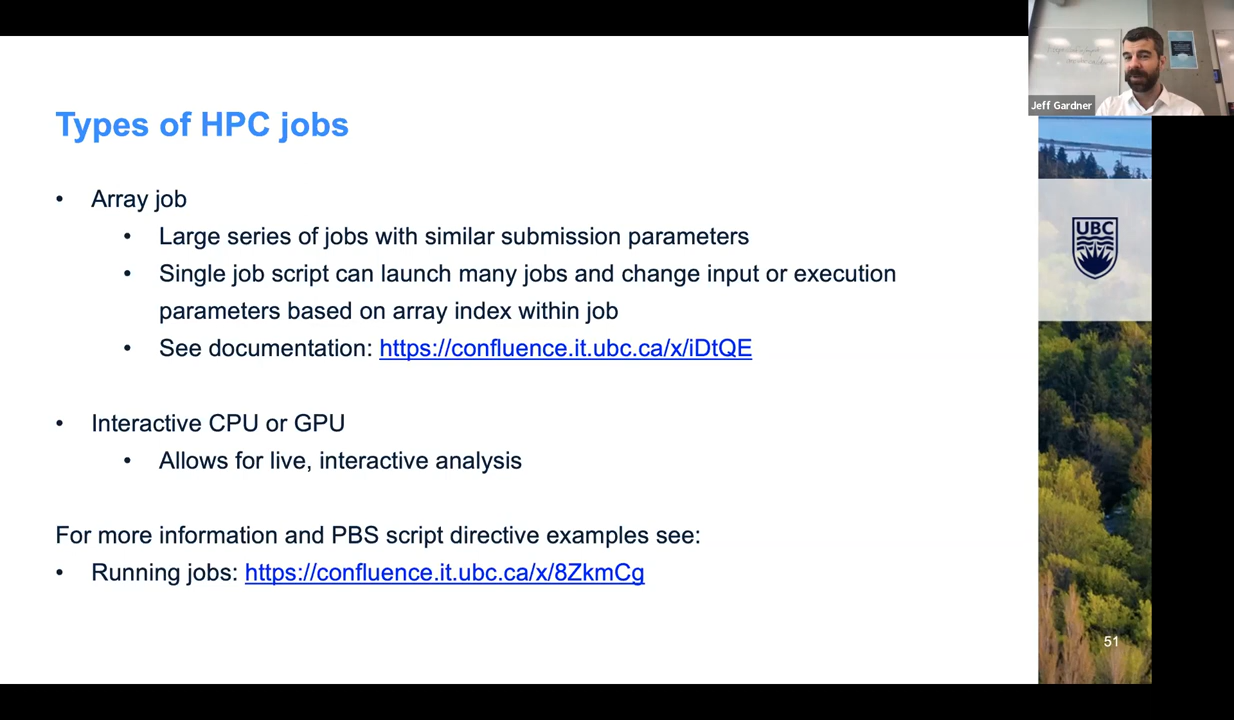 Types of HPC jobs
• Array job
• Large series of jobs with similar submission parameters
• Single job script can launch many jobs and change input or execution
parameters based on array index within job
• See documentation: https://confluence.it.ubc.ca/x/iDtQE
• Interactive CPU or GPU
• Allows for live, interactive analysis
For more information and PBS script directive examples see:
• Running jobs: https://confluence.it.ubc.ca/x/8ZkmCg
Jeff Gardner
UBC
51